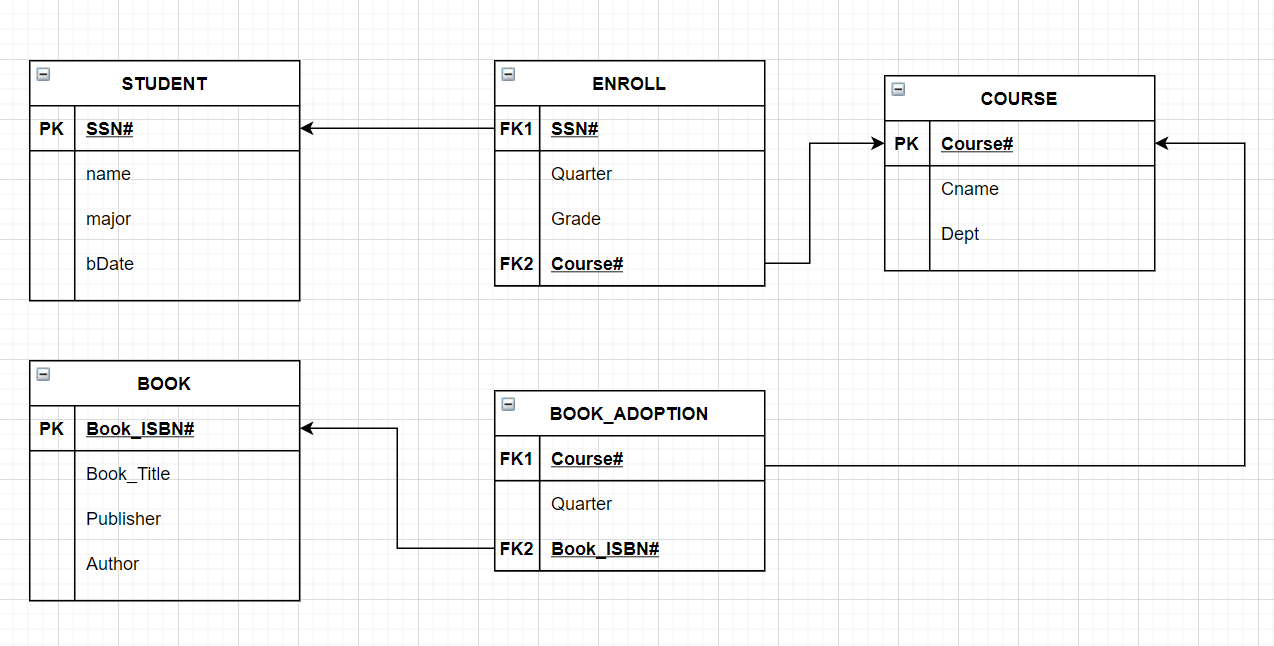 STUDENT
PK SSN#
name
major
bDate
ENROLL
FK1 SSN#
Quarter
Grade
FK2 Course#
COURSE
PK Course#
Cname
Dept
BOOK
PK Book_ISBN#
Book_Title
Publisher
Author
BOOK_ADOPTION
FK1 Course#
Quarter
FK2 Book_ISBN#